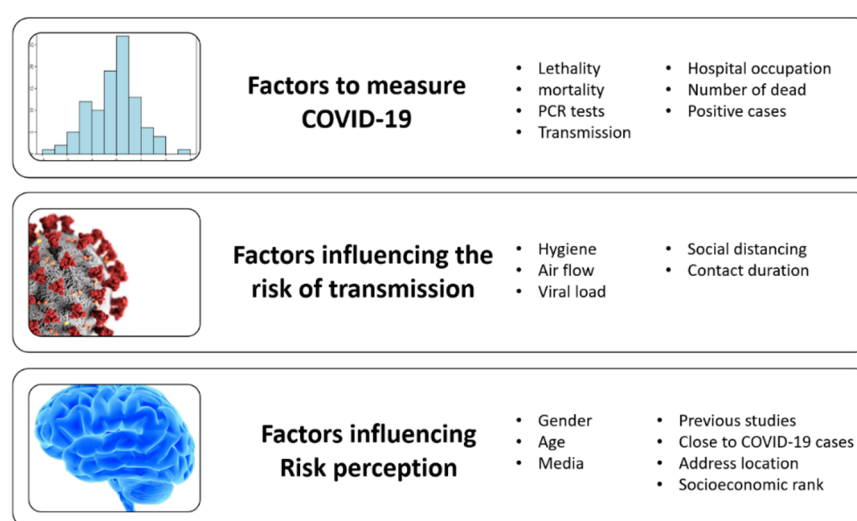 Factors to measure
COVID-19
• Lethality
• mortality
• PCR tests
• Transmission
• Hospital occupation
• Number of dead
• Positive cases
Factors influencing the
risk of transmission
• Hygiene
• Air flow
• Viral load
• Social distancing
• Contact duration
Factors influencing
Risk perception
• Gender
• Age
• Media
• Previous studies
• Close to COVID-19 cases
• Address location
• Socioeconomic rank